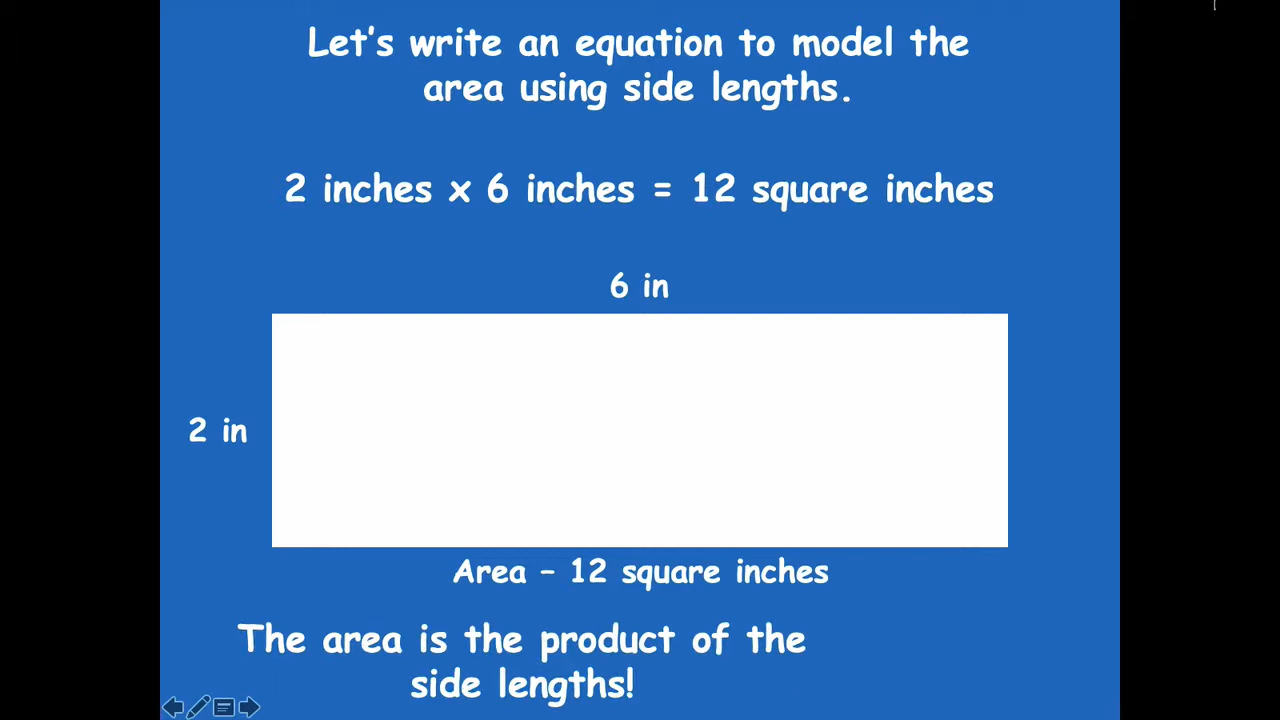 Let's write an equation to model the
area using side lengths.
2 inches x 6 inches = 12 square inches
6 in
2 in
Area – 12 square inches
The area is the product of the
side lengths!